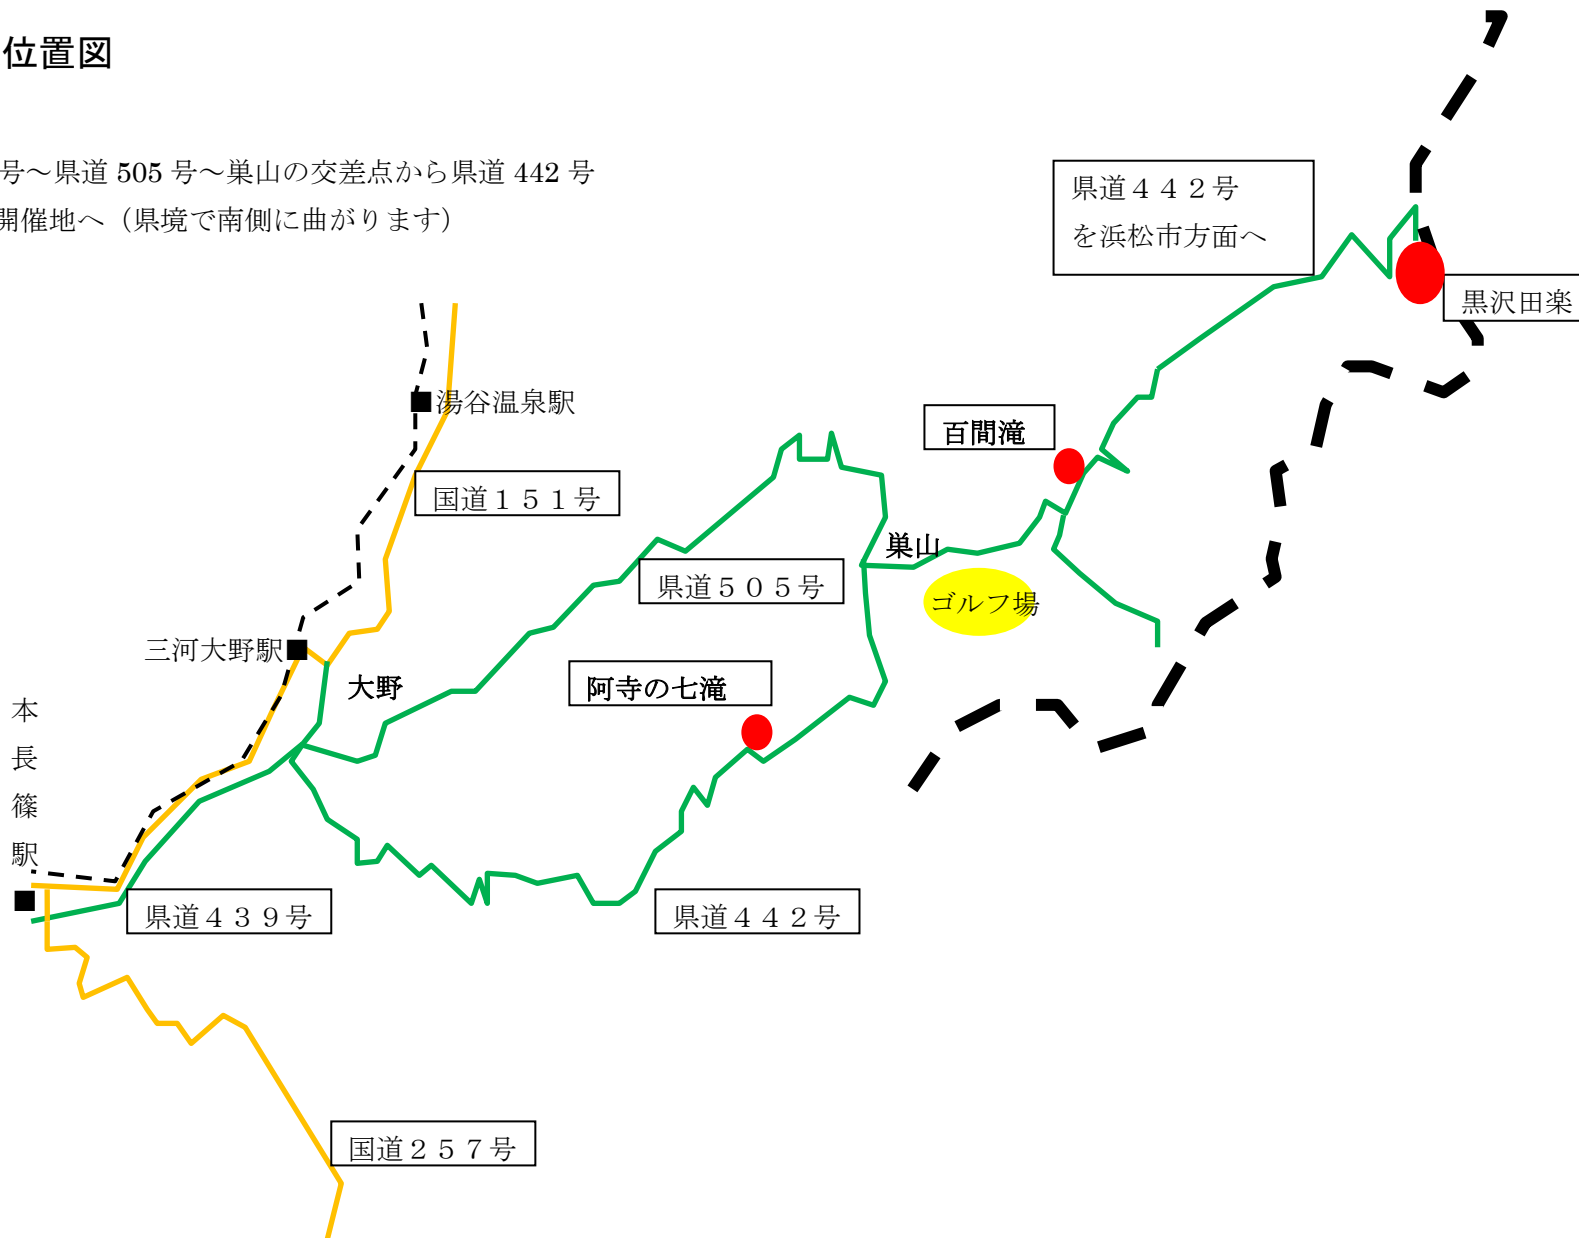 位置図
号～県道 505 号～巣山の交差点から県道 442 号
開催地へ（県境で南側に曲がります）
県道４４２号
を浜松市方面へ
黒沢田楽
湯谷温泉駅
百間滝
国道１５１号
巣山
県道５０５号
ゴルフ場
三河大野駅
大野
阿寺の七滝
本
長
篠
駅
県道４３９号
県道４４２号
国道２５７号